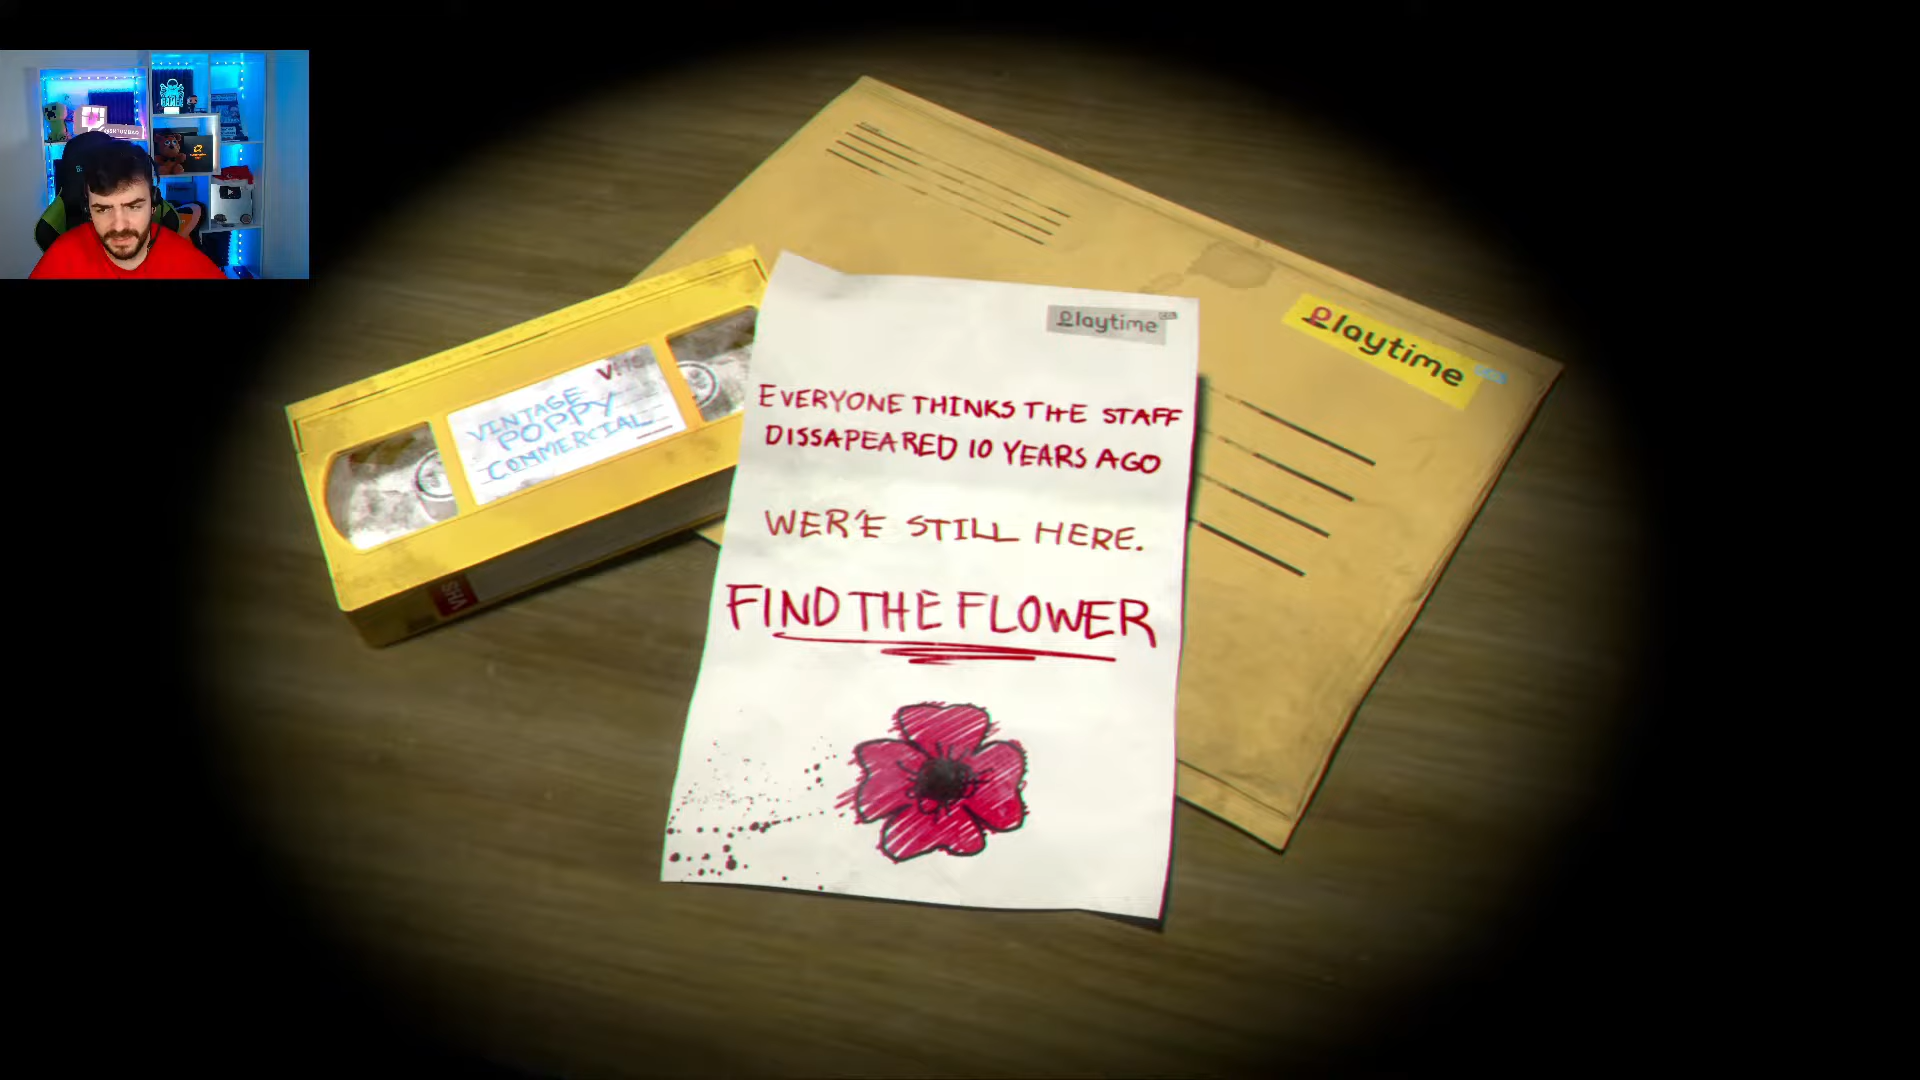 Playtime
Playtime
VHS
VINTAGE
POPPY
COMMERCIAL
VHS
EVERYONE THINKS THE STAFF
DISSAPEARED 10 YEARS AGO
WER'E STILL HERE.
FIND THE FLOWER